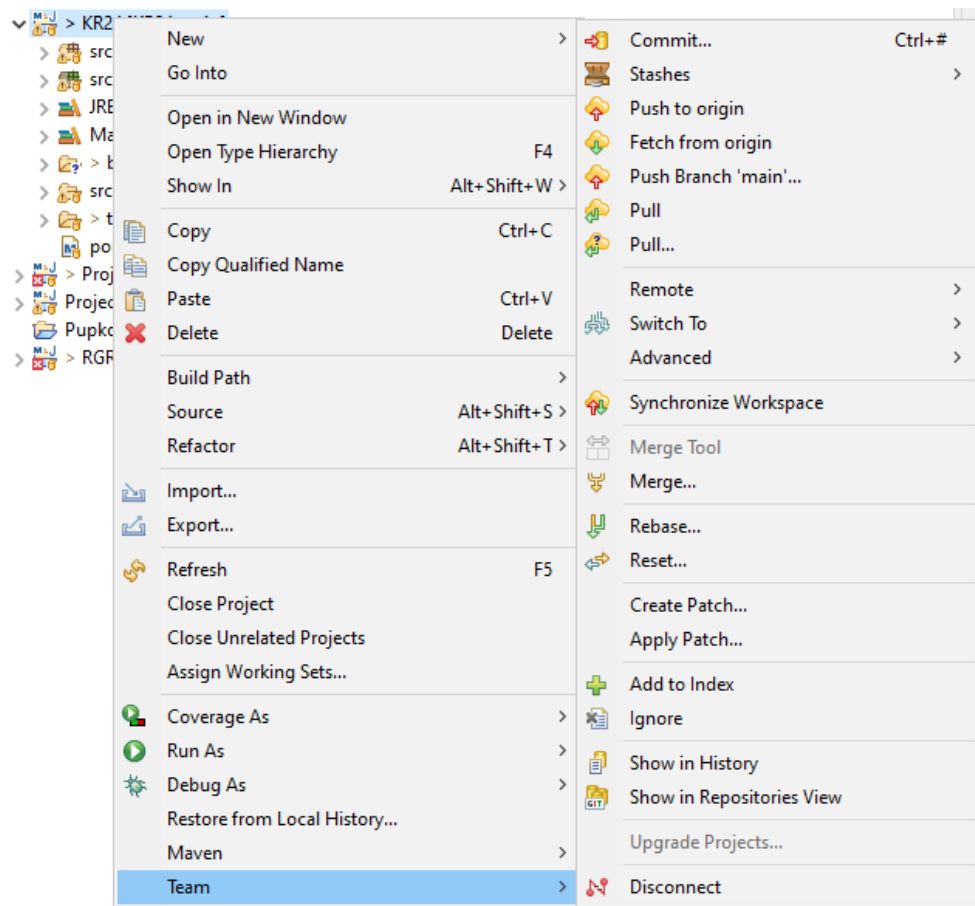 > KR2
src
src
JRE
Ma
> b
src
> t
po
> Proj
Projec
Pupko
> RGR
New
Go Into
Open in New Window
Open Type Hierarchy F4
Show In Alt+Shift+W >
Copy Ctrl+C
Copy Qualified Name
Paste Ctrl+V
Delete Delete
Build Path
Source Alt+Shift+S >
Refactor Alt+Shift+T >
Import...
Export...
Refresh F5
Close Project
Close Unrelated Projects
Assign Working Sets...
Coverage As
Run As
Debug As
Restore from Local History...
Maven
Team
Commit... Ctrl+#
Stashes
Push to origin
Fetch from origin
Push Branch 'main'...
Pull
Pull...
Remote
Switch To
Advanced
Synchronize Workspace
Merge Tool
Merge...
Rebase...
Reset...
Create Patch...
Apply Patch...
Add to Index
Ignore
Show in History
GIT Show in Repositories View
Upgrade Projects...
Disconnect